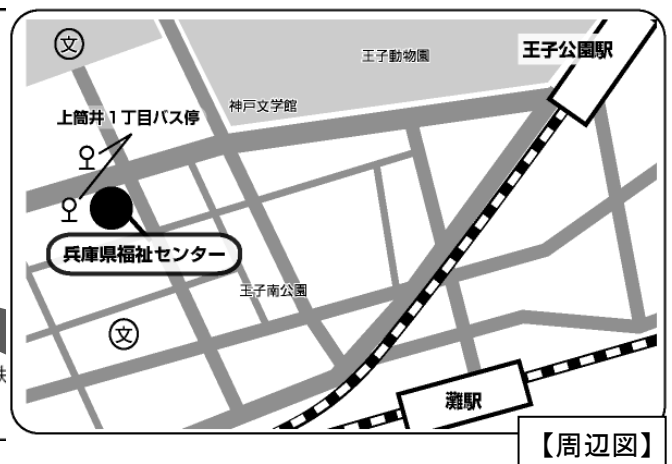 文
王子動物園
王子公園駅
神戸文学館
上筒井1丁目バス停
兵庫県福祉センター
王子南公園
文
灘駅
【周辺図】